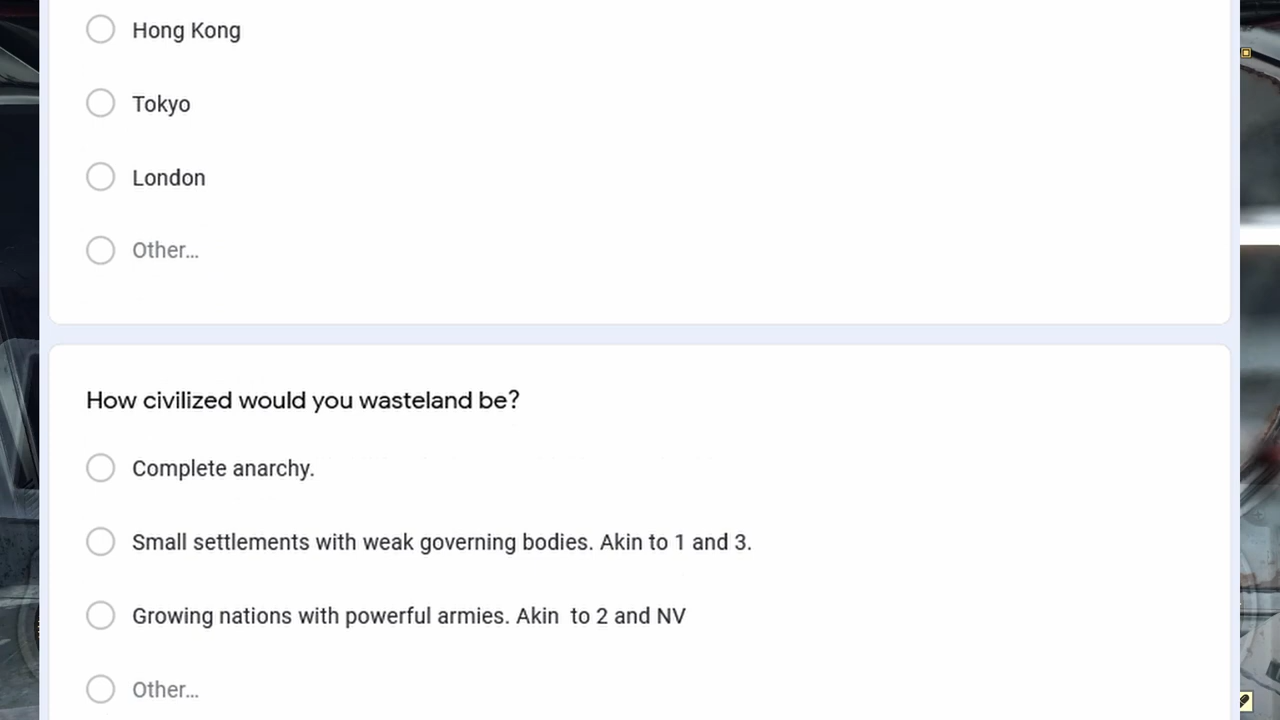 Hong Kong
Tokyo
London
Other...
How civilized would you wasteland be?
Complete anarchy.
Small settlements with weak governing bodies. Akin to 1 and 3.
Growing nations with powerful armies. Akin  to 2 and NV
Other...